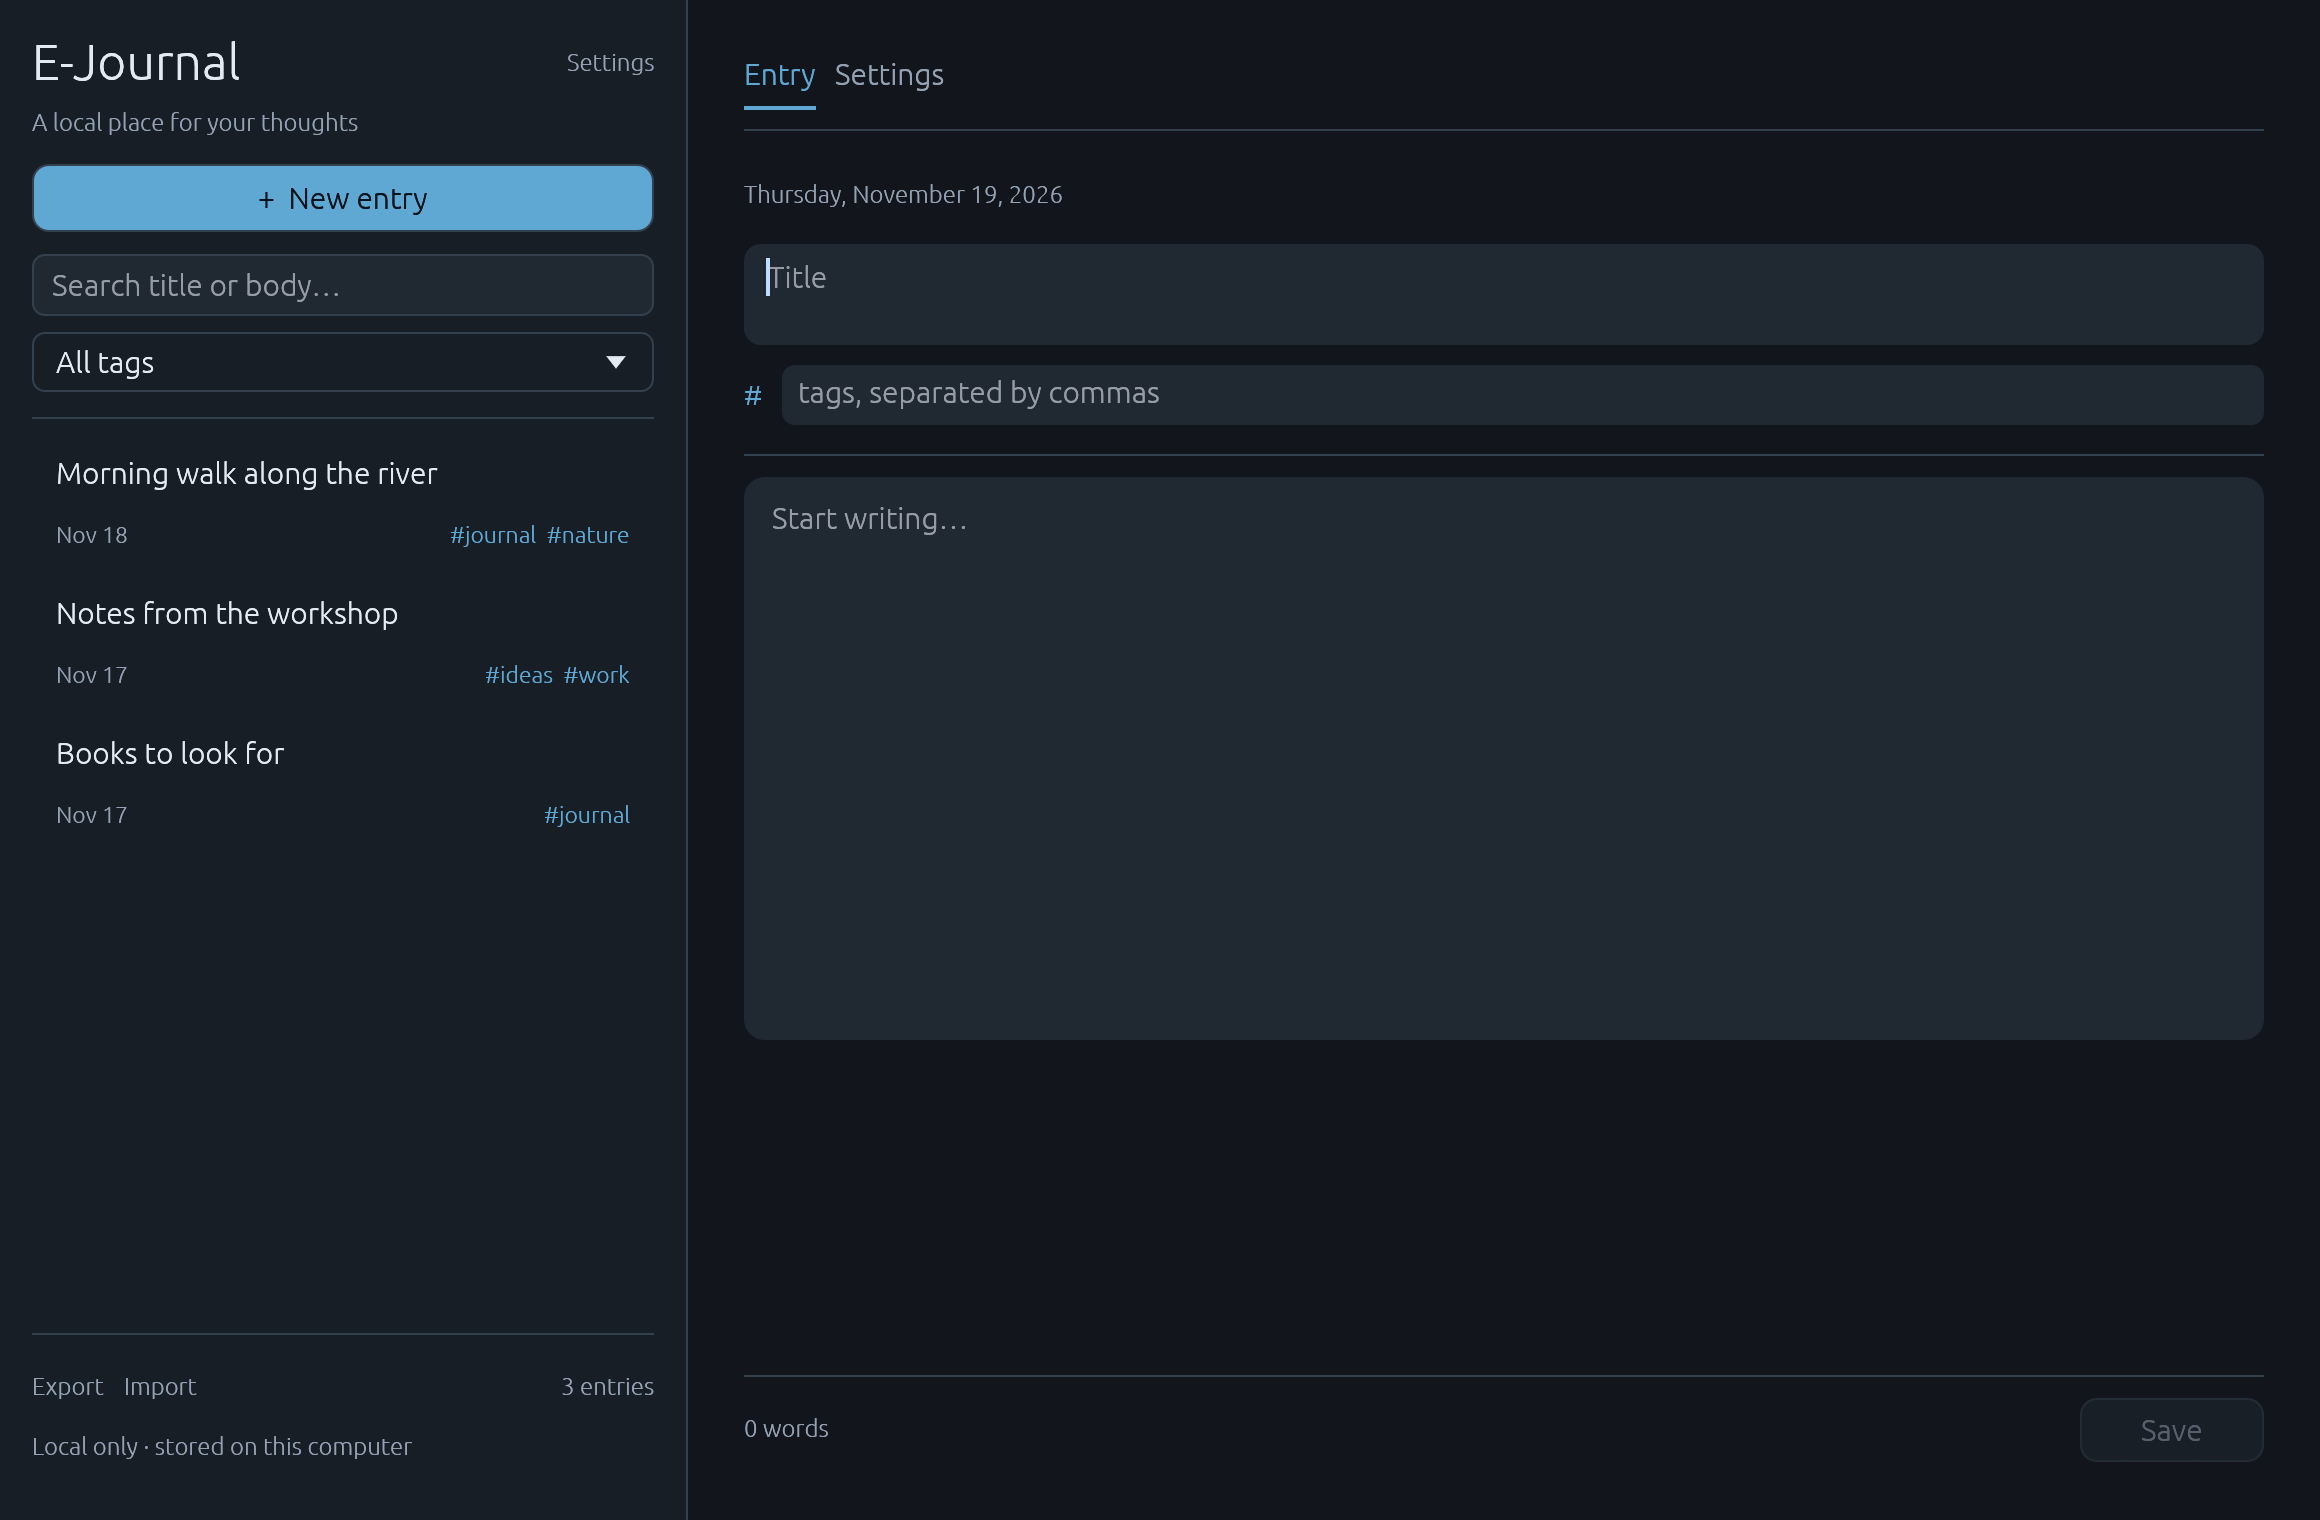 E-Journal
Settings
A local place for your thoughts
+ New entry
Search title or body…
All tags
Morning walk along the river
Nov 18
#journal #nature
Notes from the workshop
Nov 17
#ideas #work
Books to look for
Nov 17
#journal
Export Import
3 entries
Local only · stored on this computer
Entry Settings
Thursday, November 19, 2026
Title
# tags, separated by commas
Start writing…
0 words
Save